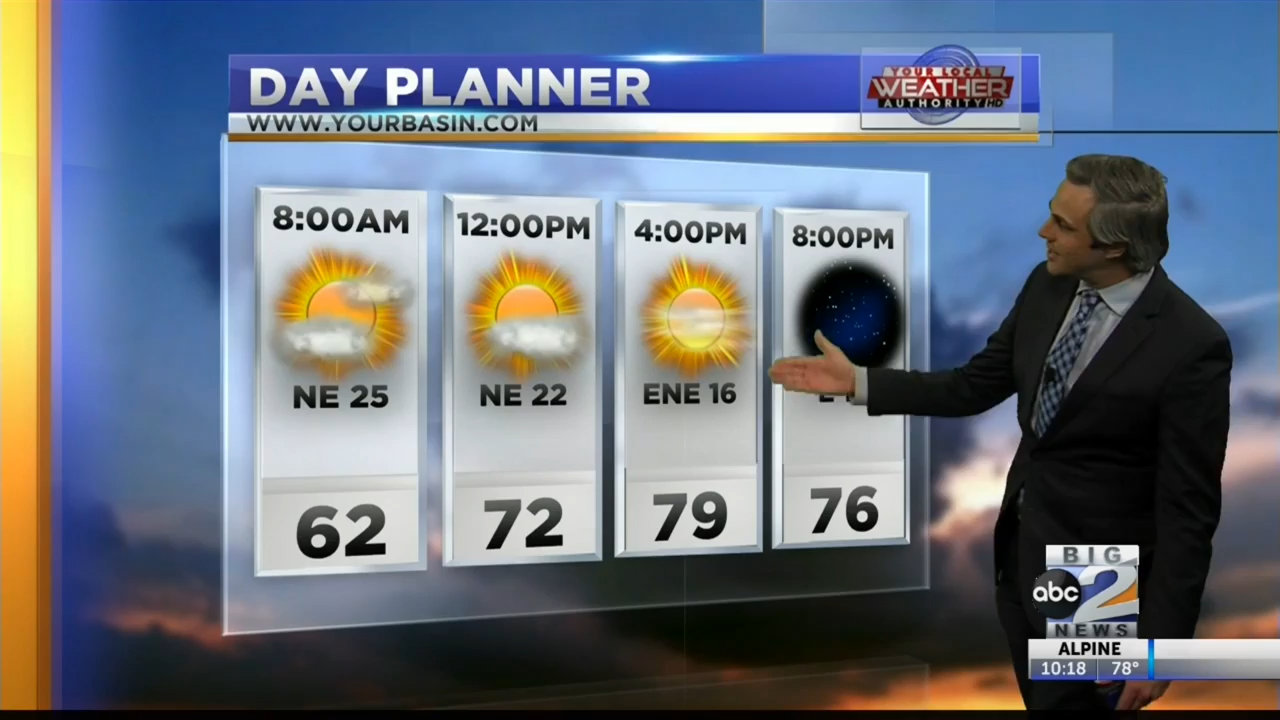 DAY PLANNER
WWW.YOURBASIN.COM
YOUR LOCAL
WEATHER
AUTHORITY HD
8:00AM
12:00PM
4:00PM
8:00PM
NE 25
NE 22
ENE 16
62
72
79
76
BIG
abc 2
NEWS
ALPINE
10:18 78°